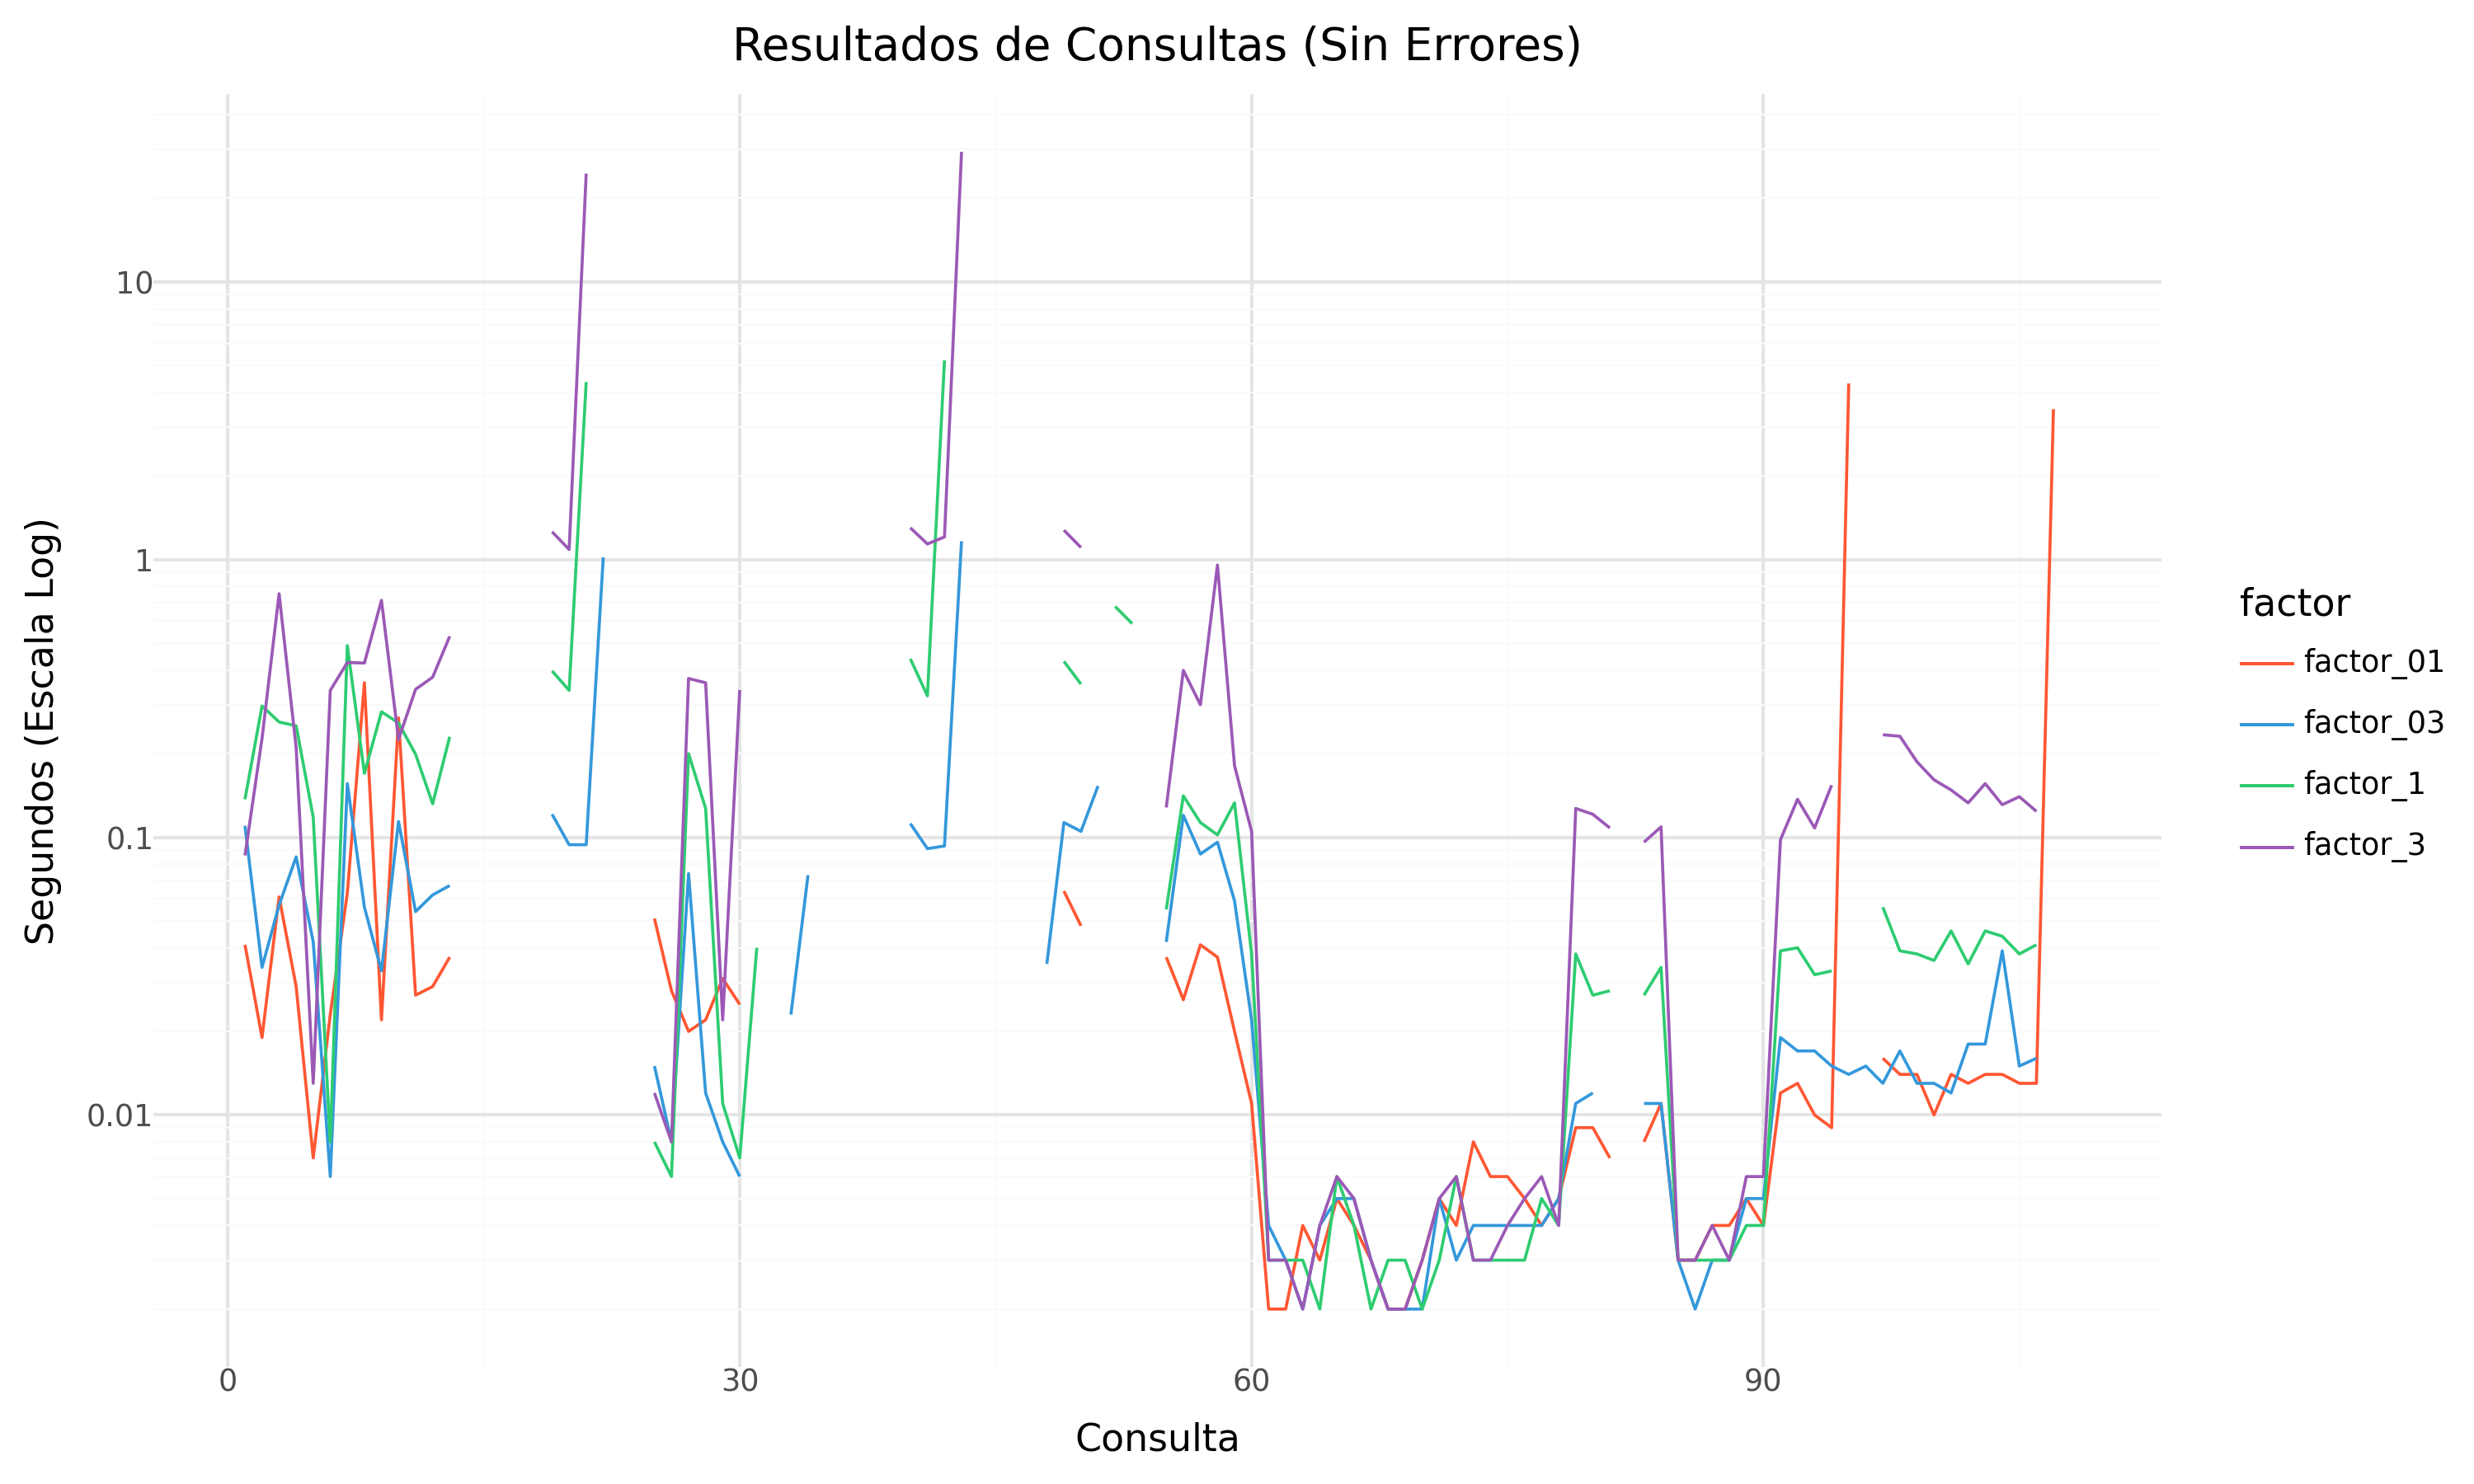 Resultados de Consultas (Sin Errores)
Segundos (Escala Log)
10
1
0.1
0.01
0
30
60
90
Consulta
factor
factor_01
factor_03
factor_1
factor_3